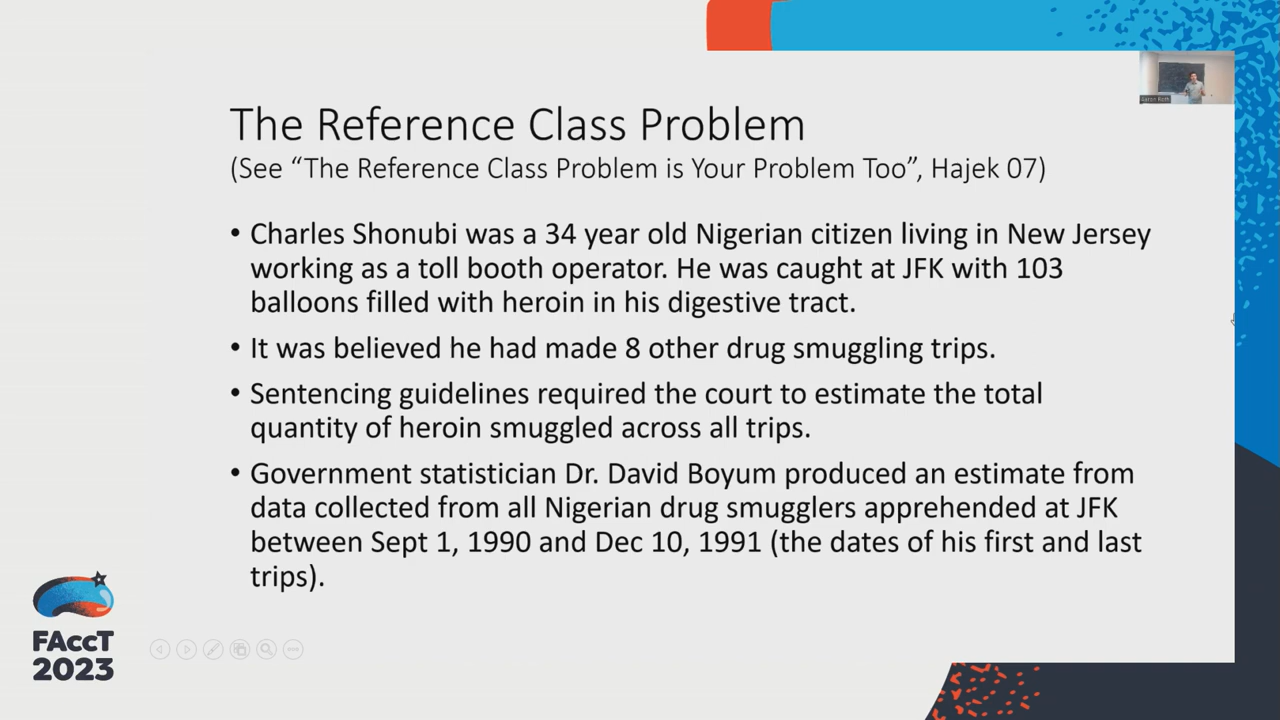 The Reference Class Problem
(See “The Reference Class Problem is Your Problem Too”, Hajek 07)
• Charles Shonubi was a 34 year old Nigerian citizen living in New Jersey
working as a toll booth operator. He was caught at JFK with 103
balloons filled with heroin in his digestive tract.
• It was believed he had made 8 other drug smuggling trips.
• Sentencing guidelines required the court to estimate the total
quantity of heroin smuggled across all trips.
• Government statistician Dr. David Boyum produced an estimate from
data collected from all Nigerian drug smugglers apprehended at JFK
between Sept 1, 1990 and Dec 10, 1991 (the dates of his first and last
trips).
Aaron Roth
FAccT
2023